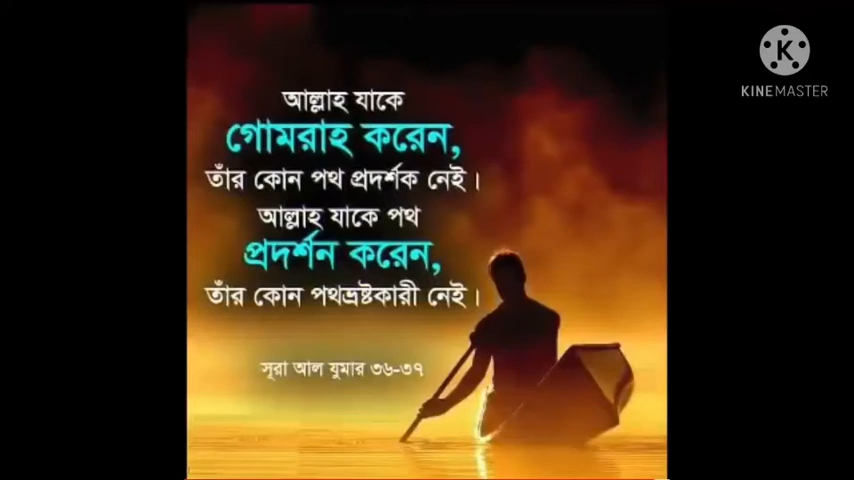 আল্লাহ যাকে
গোমরাহ করেন,
তাঁর কোন পথ প্রদর্শক নেই।
আল্লাহ যাকে পথ
প্রদর্শন করেন,
তাঁর কোন পথভ্রষ্টকারী নেই।
সূরা আল যুমার ৩৬-৩৭
K
KINEMASTER